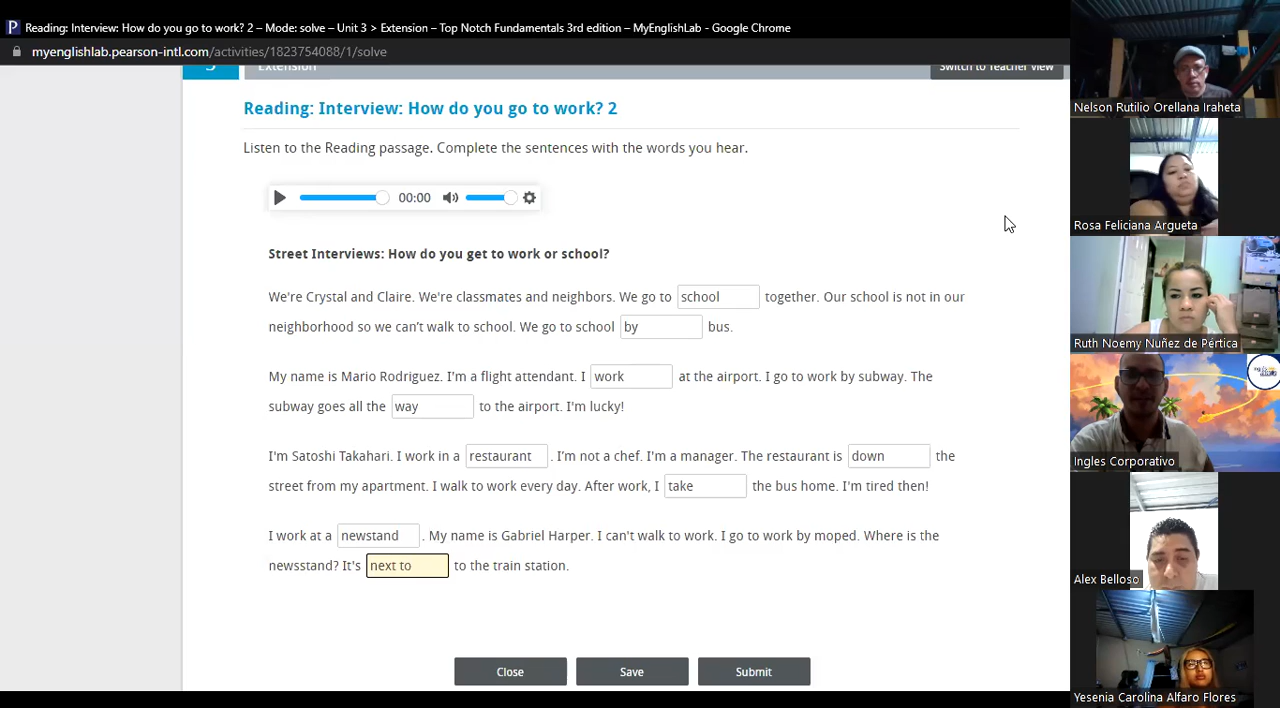 Reading: Interview: How do you go to work? 2 – Mode: solve – Unit 3 > Extension – Top Notch Fundamentals 3rd edition – MyEnglishLab - Google Chrome
myenglishlab.pearson-intl.com/activities/1823754088/1/solve
3 Extension Switch to Teacher view
Reading: Interview: How do you go to work? 2
Listen to the Reading passage. Complete the sentences with the words you hear.
00:00
Street Interviews: How do you get to work or school?
We're Crystal and Claire. We're classmates and neighbors. We go to school together. Our school is not in our
neighborhood so we can't walk to school. We go to school by bus.
My name is Mario Rodriguez. I'm a flight attendant. I work at the airport. I go to work by subway. The
subway goes all the way to the airport. I'm lucky!
I'm Satoshi Takahari. I work in a restaurant . I'm not a chef. I'm a manager. The restaurant is down the
street from my apartment. I walk to work every day. After work, I take the bus home. I'm tired then!
I work at a newstand . My name is Gabriel Harper. I can't walk to work. I go to work by moped. Where is the
newsstand? It's next to to the train station.
Close Save Submit
Nelson Rutilio Orellana Iraheta
Rosa Feliciana Argueta
Ruth Noemy Nuñez de Pértica
Ingles Corporativo
Alex Belloso
Yesenia Carolina Alfaro Flores